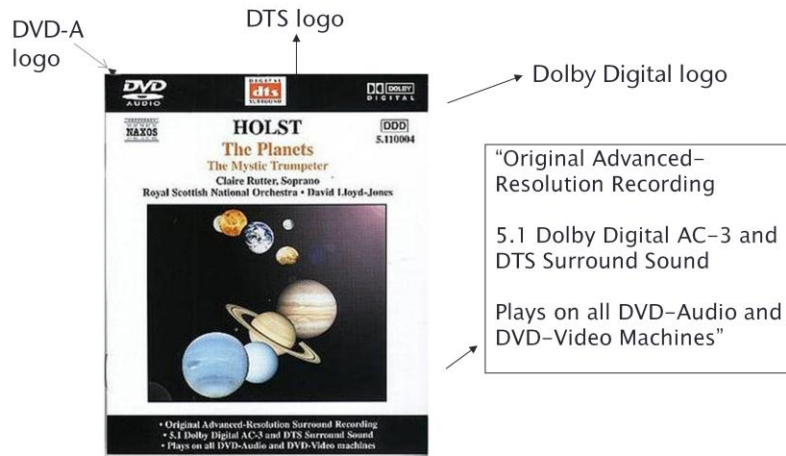 DVD-A
logo
DTS logo
Dolby Digital logo
DVD
AUDIO
DIGITAL
dts
SURROUND
DOLBY
DIGITAL
NAXOS
HOLST
DDD
5.110004
The Planets
The Mystic Trumpeter
Claire Rutter, Soprano
Royal Scottish National Orchestra • David Lloyd-Jones
"Original Advanced-
Resolution Recording
5.1 Dolby Digital AC-3 and
DTS Surround Sound
Plays on all DVD-Audio and
DVD-Video Machines"
• Original Advanced-Resolution Surround Recording
• 5.1 Dolby Digital AC-3 and DTS Surround Sound
• Plays on all DVD-Audio and DVD-Video machines